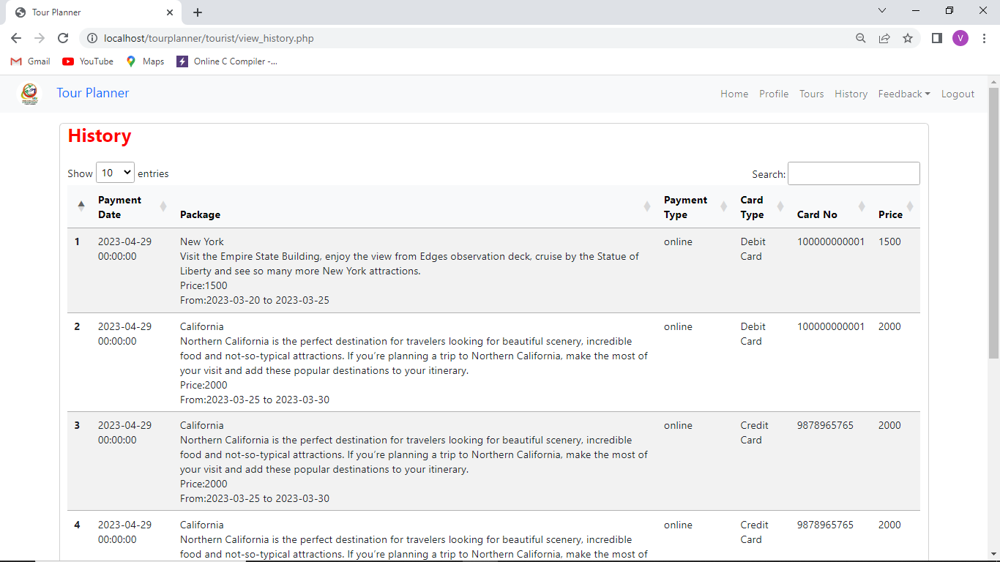 Tour Planner
localhost/tourplanner/tourist/view_history.php
V
Gmail YouTube Maps Online C Compiler -...
Tour Planner Home Profile Tours History Feedback Logout
History
Show 10 entries Search:
Payment Date Package Payment Type Card Type Card No Price
1 2023-04-29 New York online Debit 100000000001 1500
00:00:00 Visit the Empire State Building, enjoy the view from Edges observation deck, cruise by the Statue of Card
Liberty and see so many more New York attractions.
Price:1500
From:2023-03-20 to 2023-03-25
2 2023-04-29 California online Debit 100000000001 2000
00:00:00 Northern California is the perfect destination for travelers looking for beautiful scenery, incredible Card
food and not-so-typical attractions. If you’re planning a trip to Northern California, make the most of
your visit and add these popular destinations to your itinerary.
Price:2000
From:2023-03-25 to 2023-03-30
3 2023-04-29 California online Credit 9878965765 2000
00:00:00 Northern California is the perfect destination for travelers looking for beautiful scenery, incredible Card
food and not-so-typical attractions. If you’re planning a trip to Northern California, make the most of
your visit and add these popular destinations to your itinerary.
Price:2000
From:2023-03-25 to 2023-03-30
4 2023-04-29 California online Credit 9878965765 2000
00:00:00 Northern California is the perfect destination for travelers looking for beautiful scenery, incredible Card
food and not-so-typical attractions. If you’re planning a trip to Northern California, make the most of